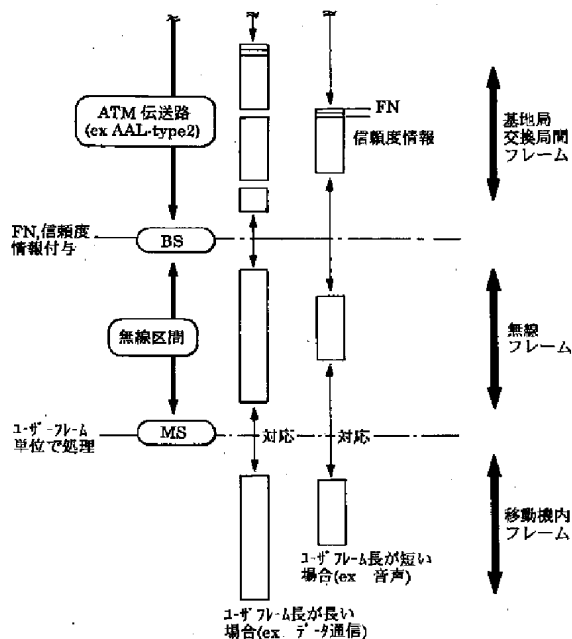 ATM 伝送路
(ex AAL-type2)
FN
信頼度情報
基地局
交換局間
フレーム
FN,信頼度
情報付与
BS
無線区間
無線
フレーム
ユーザーフレーム
単位で処理
MS
対応
対応
移動機内
フレーム
ユーザフレーム長が短い
場合(ex 音声)
ユーザフレーム長が長い
場合(ex. データ通信)